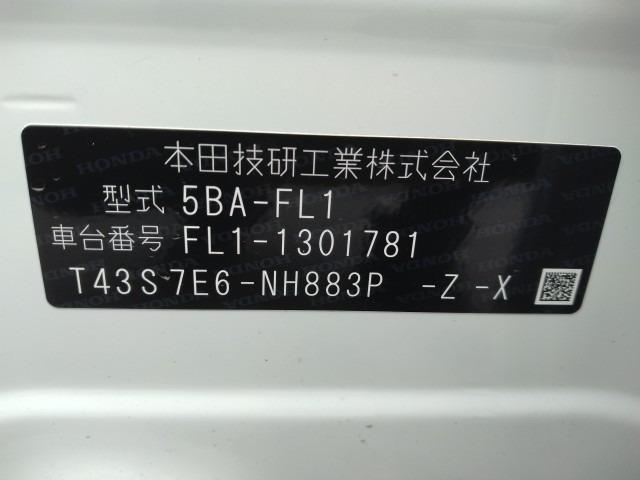 本田技研工業株式会社
型式 5BA-FL1
車台番号 FL1-1301781
T43S7E6-NH883P -Z-X